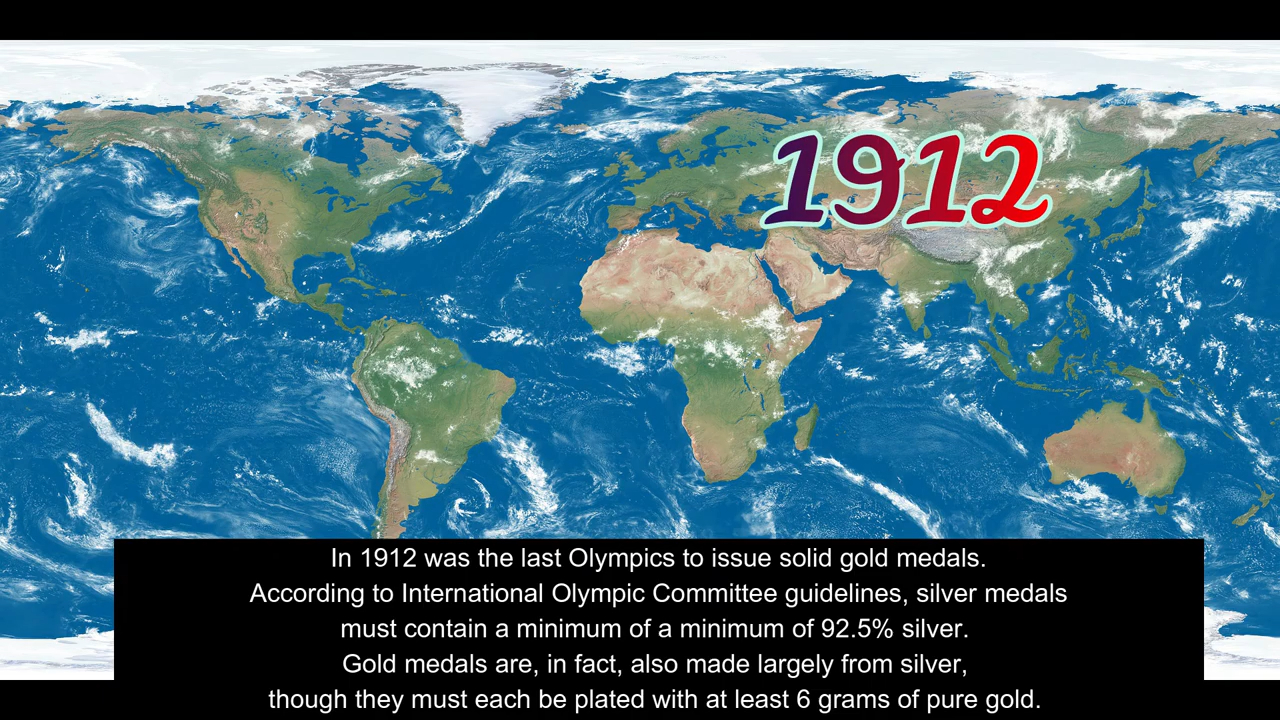 1912
In 1912 was the last Olympics to issue solid gold medals.
According to International Olympic Committee guidelines, silver medals
must contain a minimum of a minimum of 92.5% silver.
Gold medals are, in fact, also made largely from silver,
though they must each be plated with at least 6 grams of pure gold.